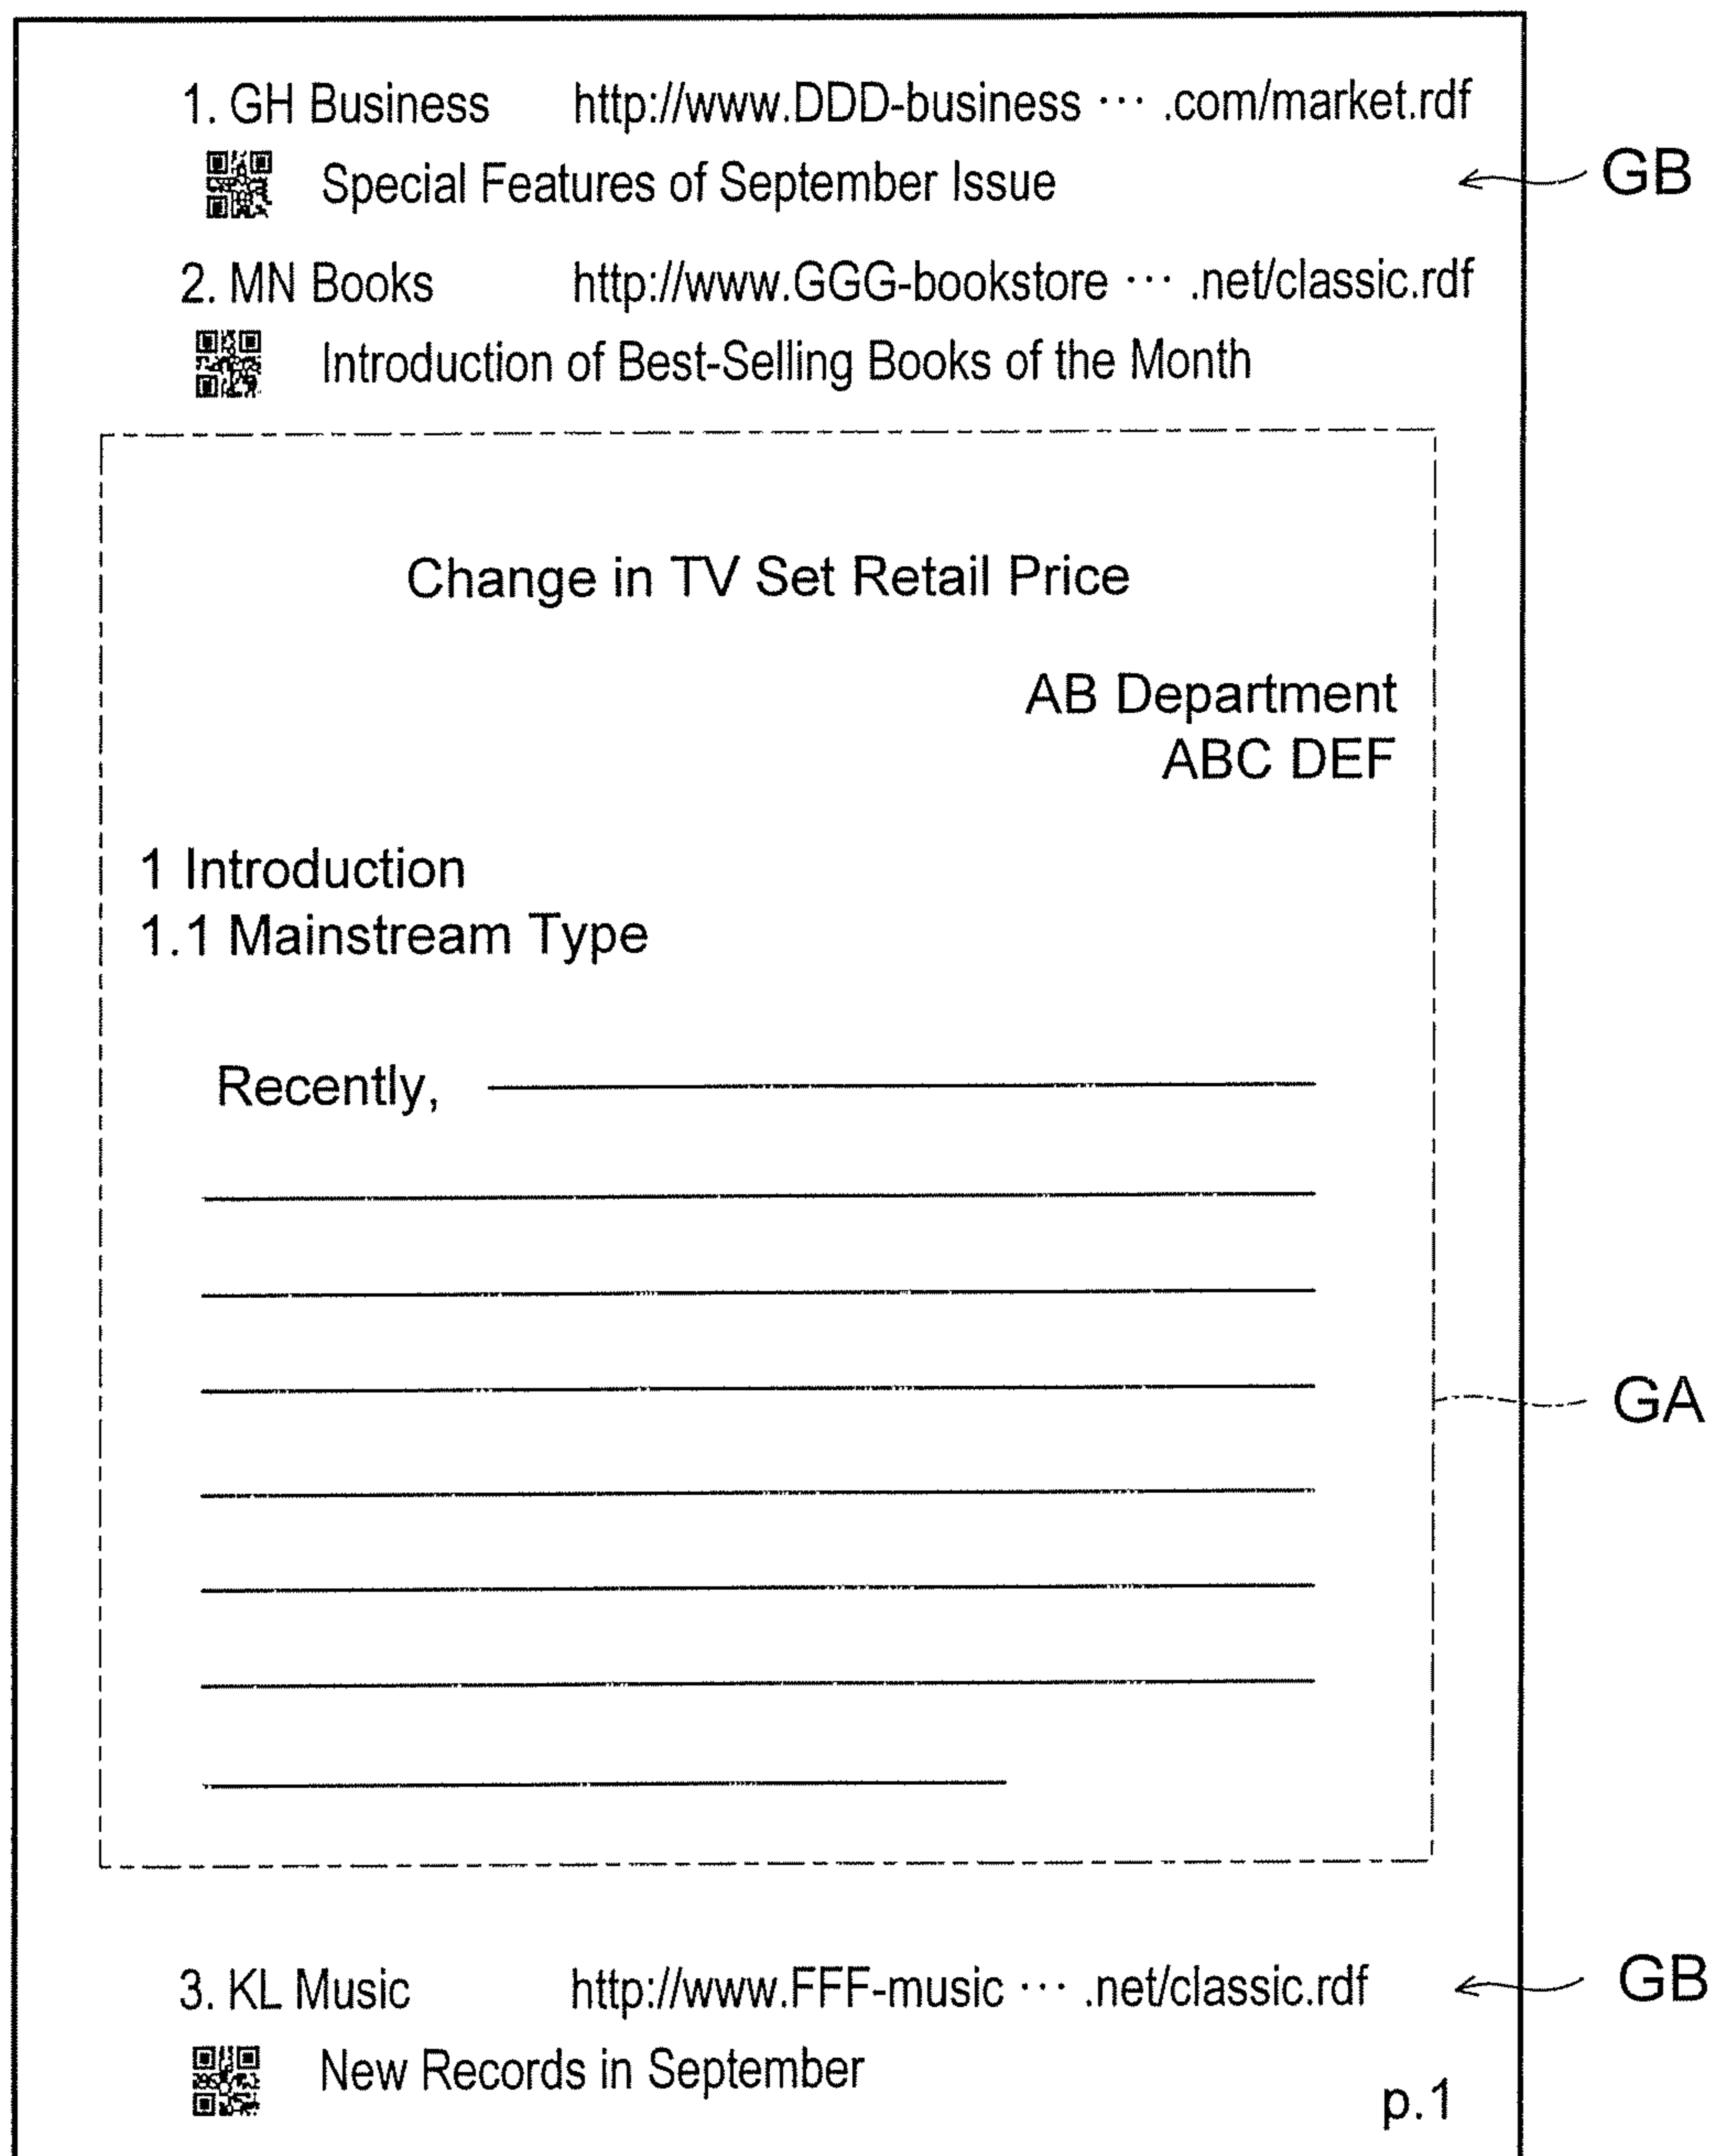 1. GH Business http://www.DDD-business ··· .com/market.rdf
Special Features of September Issue
GB
2. MN Books http://www.GGG-bookstore ··· .net/classic.rdf
Introduction of Best-Selling Books of the Month
Change in TV Set Retail Price
AB Department
ABC DEF
1 Introduction
1.1 Mainstream Type
Recently,
GA
3. KL Music http://www.FFF-music ··· .net/classic.rdf
GB
New Records in September
p.1